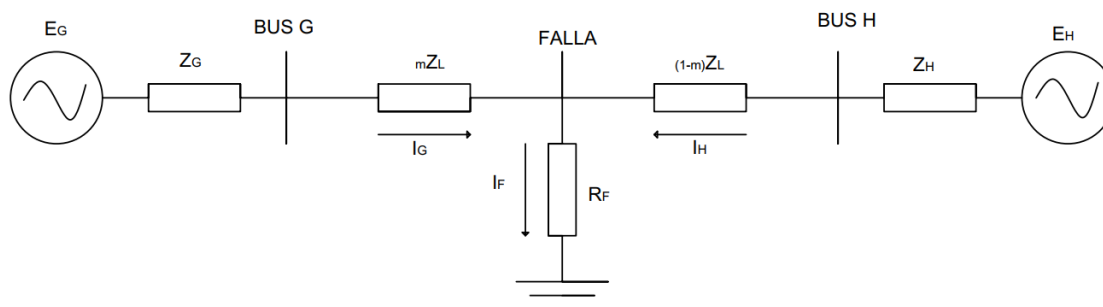 EG
BUS G
ZG
mZL
FALLA
(1-m)ZL
BUS H
ZH
EH
IG
IH
IF
RF